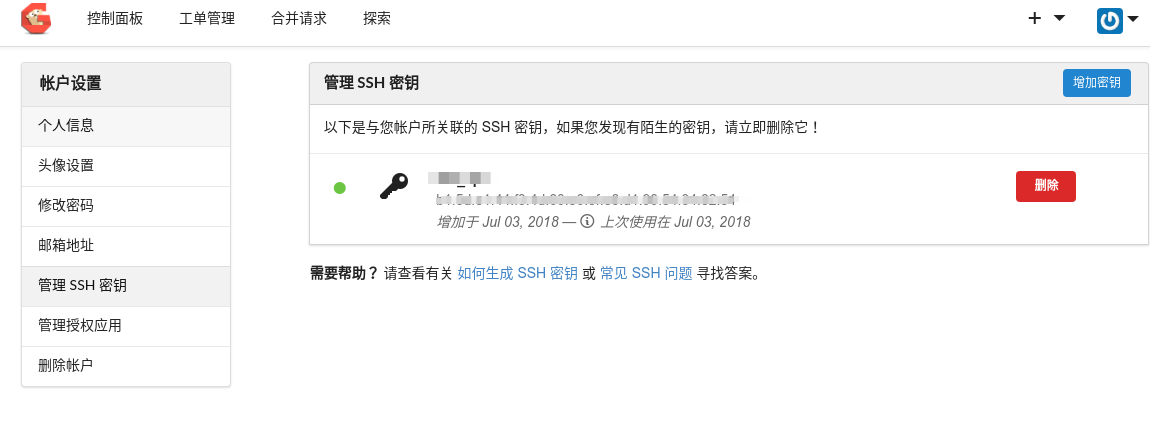 控制面板 工单管理 合并请求 探索
帐户设置
个人信息
头像设置
修改密码
邮箱地址
管理 SSH 密钥
管理授权应用
删除帐户
管理 SSH 密钥 增加密钥
以下是与您帐户所关联的 SSH 密钥，如果您发现有陌生的密钥，请立即删除它！
删除
增加于 Jul 03, 2018 — 上次使用在 Jul 03, 2018
需要帮助？ 请查看有关 如何生成 SSH 密钥 或 常见 SSH 问题 寻找答案。